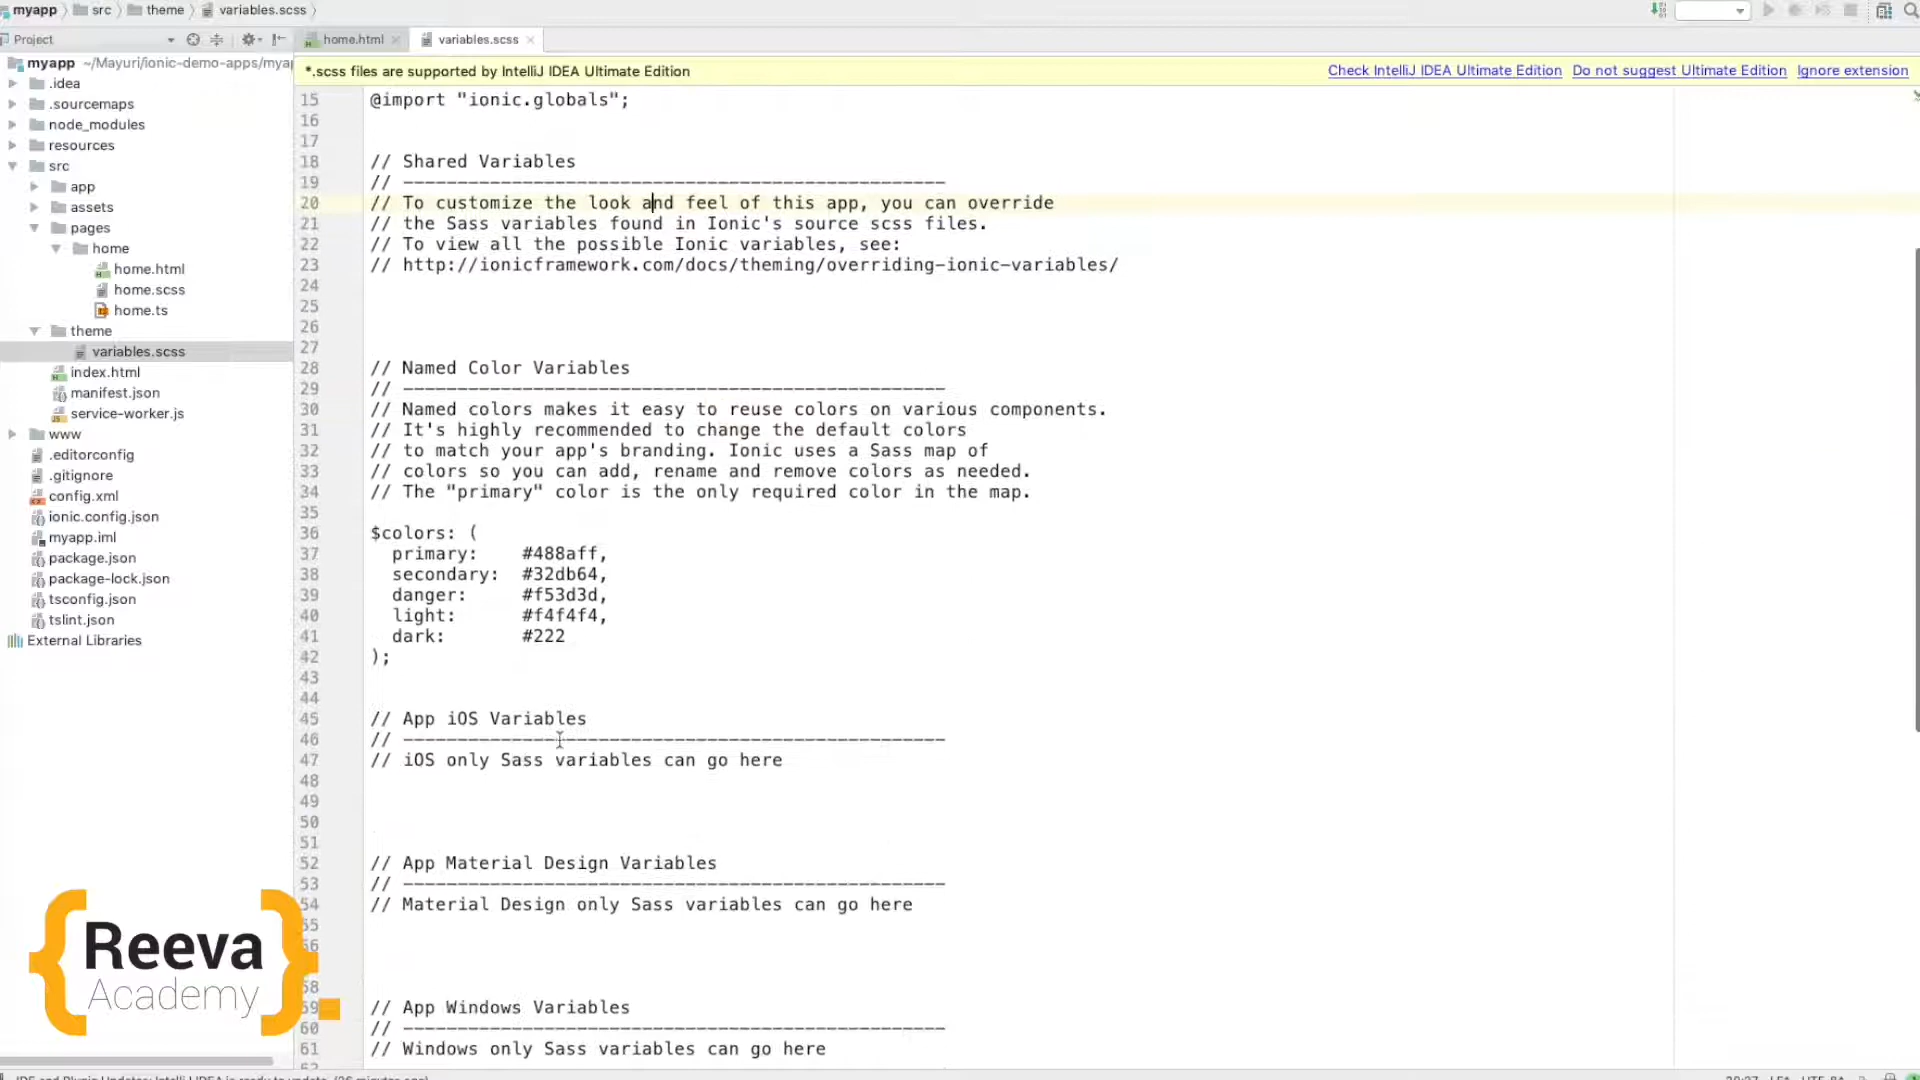 myapp src theme variables.scss
Project
home.html
variables.scss
myapp ~/Mayuri/ionic-demo-apps/myap
*.scss files are supported by IntelliJ IDEA Ultimate Edition
Check IntelliJ IDEA Ultimate Edition Do not suggest Ultimate Edition Ignore extension
.idea
.sourcemaps
node_modules
resources
src
app
assets
pages
home
home.html
home.scss
home.ts
theme
variables.scss
index.html
manifest.json
service-worker.js
www
.editorconfig
.gitignore
config.xml
ionic.config.json
myapp.iml
package.json
package-lock.json
tsconfig.json
tslint.json
External Libraries
15 @import "ionic.globals";
16
17
18 // Shared Variables
19 // --------------------------------------------------
20 // To customize the look and feel of this app, you can override
21 // the Sass variables found in Ionic's source scss files.
22 // To view all the possible Ionic variables, see:
23 // http://ionicframework.com/docs/theming/overriding-ionic-variables/
24
25
26
27
28 // Named Color Variables
29 // --------------------------------------------------
30 // Named colors makes it easy to reuse colors on various components.
31 // It's highly recommended to change the default colors
32 // to match your app's branding. Ionic uses a Sass map of
33 // colors so you can add, rename and remove colors as needed.
34 // The "primary" color is the only required color in the map.
35
36 $colors: (
37 primary: #488aff,
38 secondary: #32db64,
39 danger: #f53d3d,
40 light: #f4f4f4,
41 dark: #222
42 );
43
44
45 // App iOS Variables
46 // --------------------------------------------------
47 // iOS only Sass variables can go here
48
49
50
51
52 // App Material Design Variables
53 // --------------------------------------------------
54 // Material Design only Sass variables can go here
55
56
58
59 // App Windows Variables
60 // --------------------------------------------------
61 // Windows only Sass variables can go here
Reeva
Academy